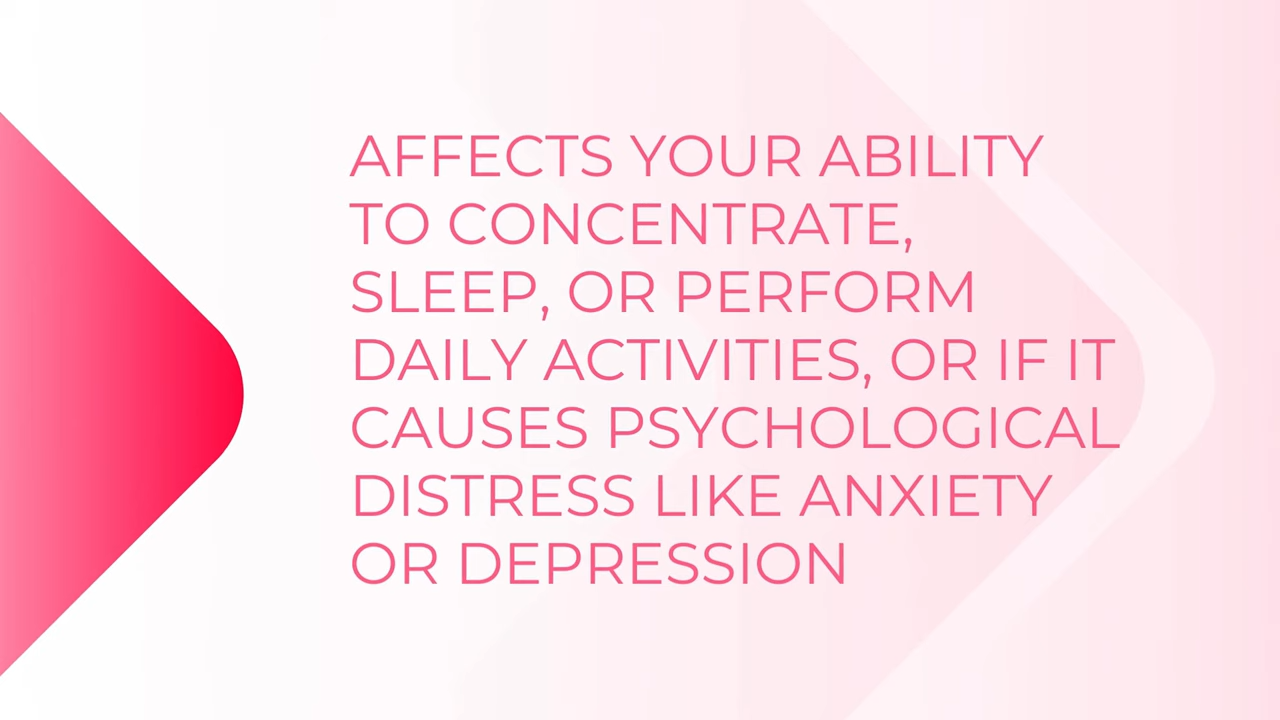 AFFECTS YOUR ABILITY
TO CONCENTRATE,
SLEEP, OR PERFORM
DAILY ACTIVITIES, OR IF IT
CAUSES PSYCHOLOGICAL
DISTRESS LIKE ANXIETY
OR DEPRESSION